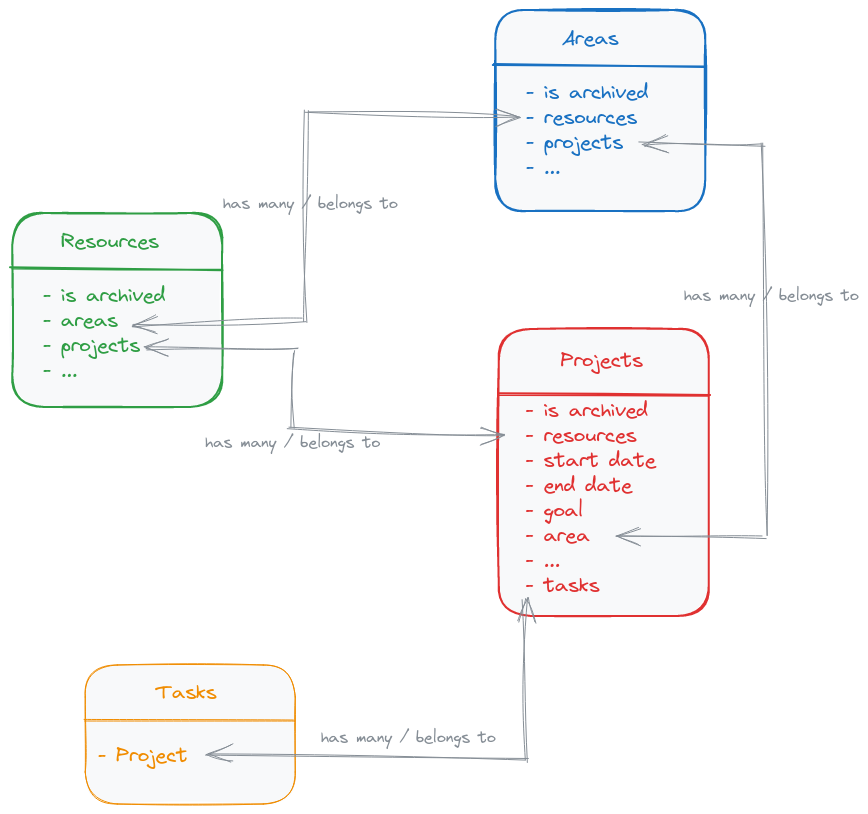 Areas
- is archived
- resources
- projects
- ...
has many / belongs to
Resources
- is archived
- areas
- projects
- ...
has many / belongs to
has many / belongs to
Projects
- is archived
- resources
- start date
- end date
- goal
- area
- ...
- tasks
Tasks
- Project
has many / belongs to